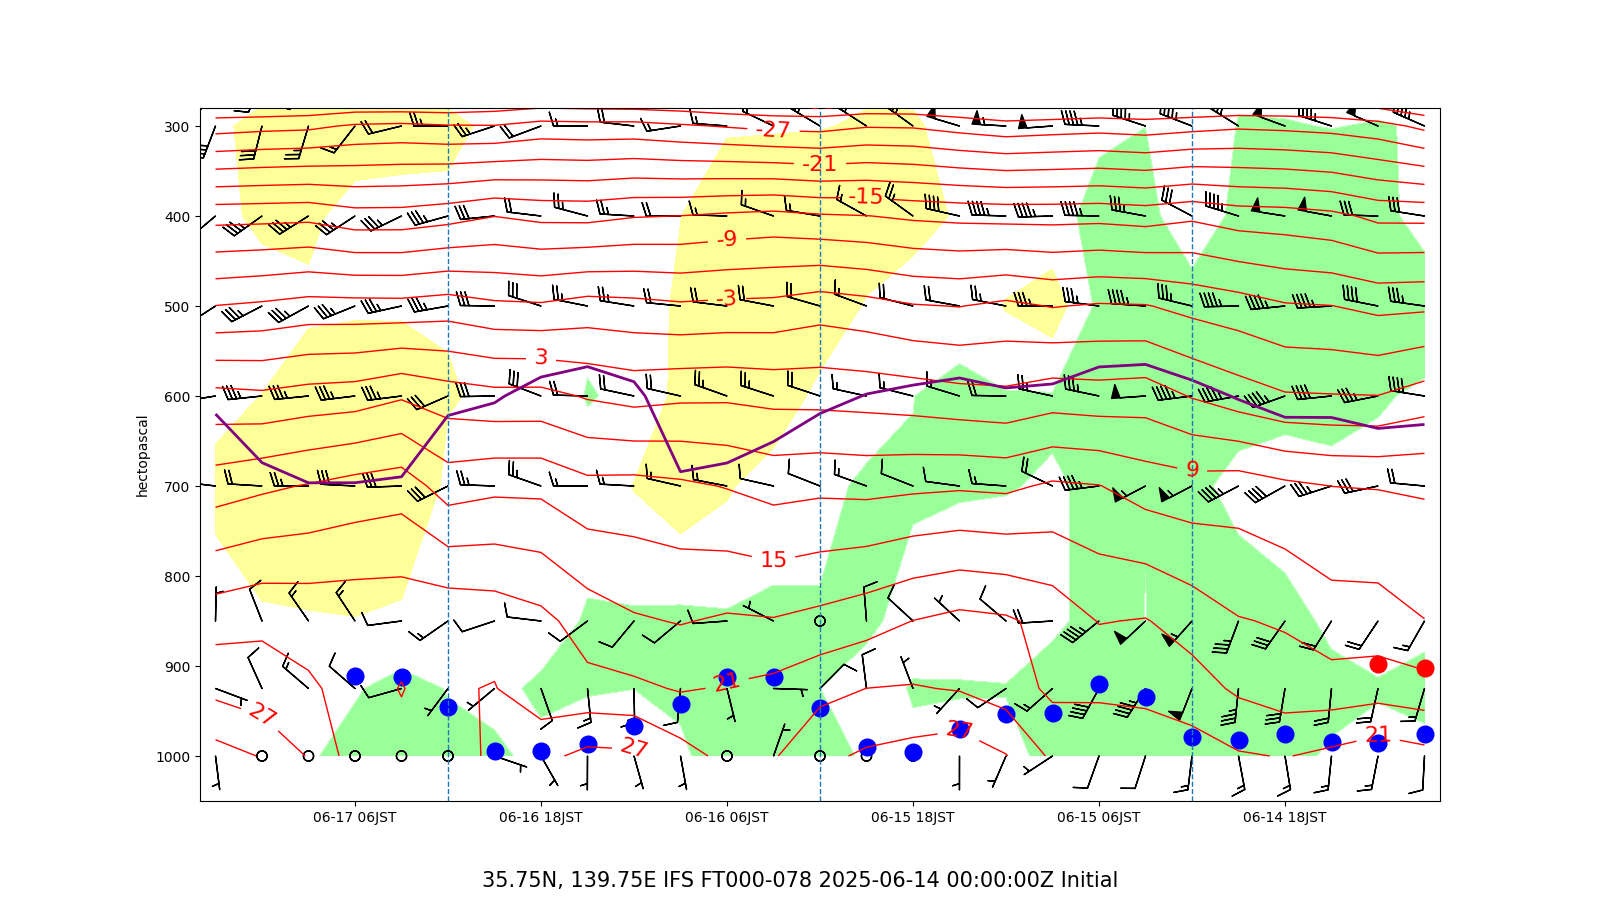 300
400
500
600
700
800
900
1000
hectopascal
-27
-21
-15
-9
-3
3
9
15
21
27
27
27
21
06-17 06JST
06-16 18JST
06-16 06JST
06-15 18JST
06-15 06JST
06-14 18JST
35.75N, 139.75E IFS FT000-078 2025-06-14 00:00:00Z Initial